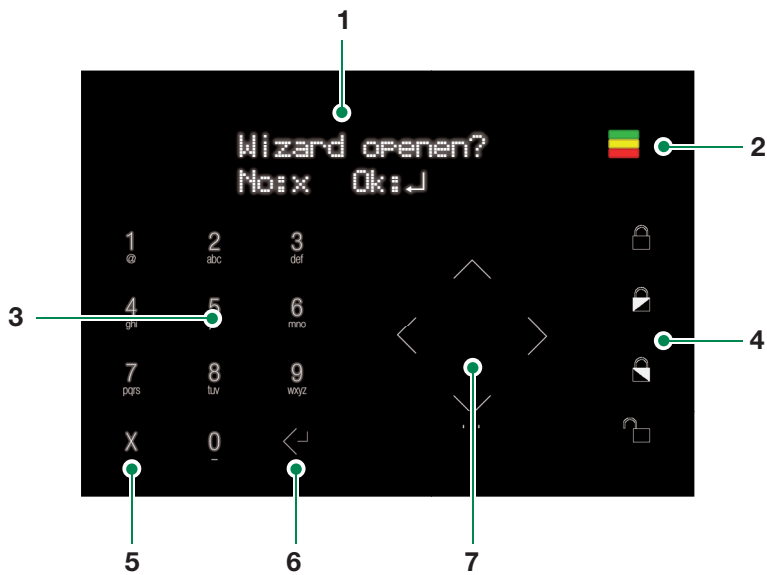 1
Wizard openen?
2
No:x Ok:↵
1 2 3
@ abc def
4 5 6
3
ghi mno
4
7 8 9
pqrs tuv wxyz
X 0
_
5 6 7